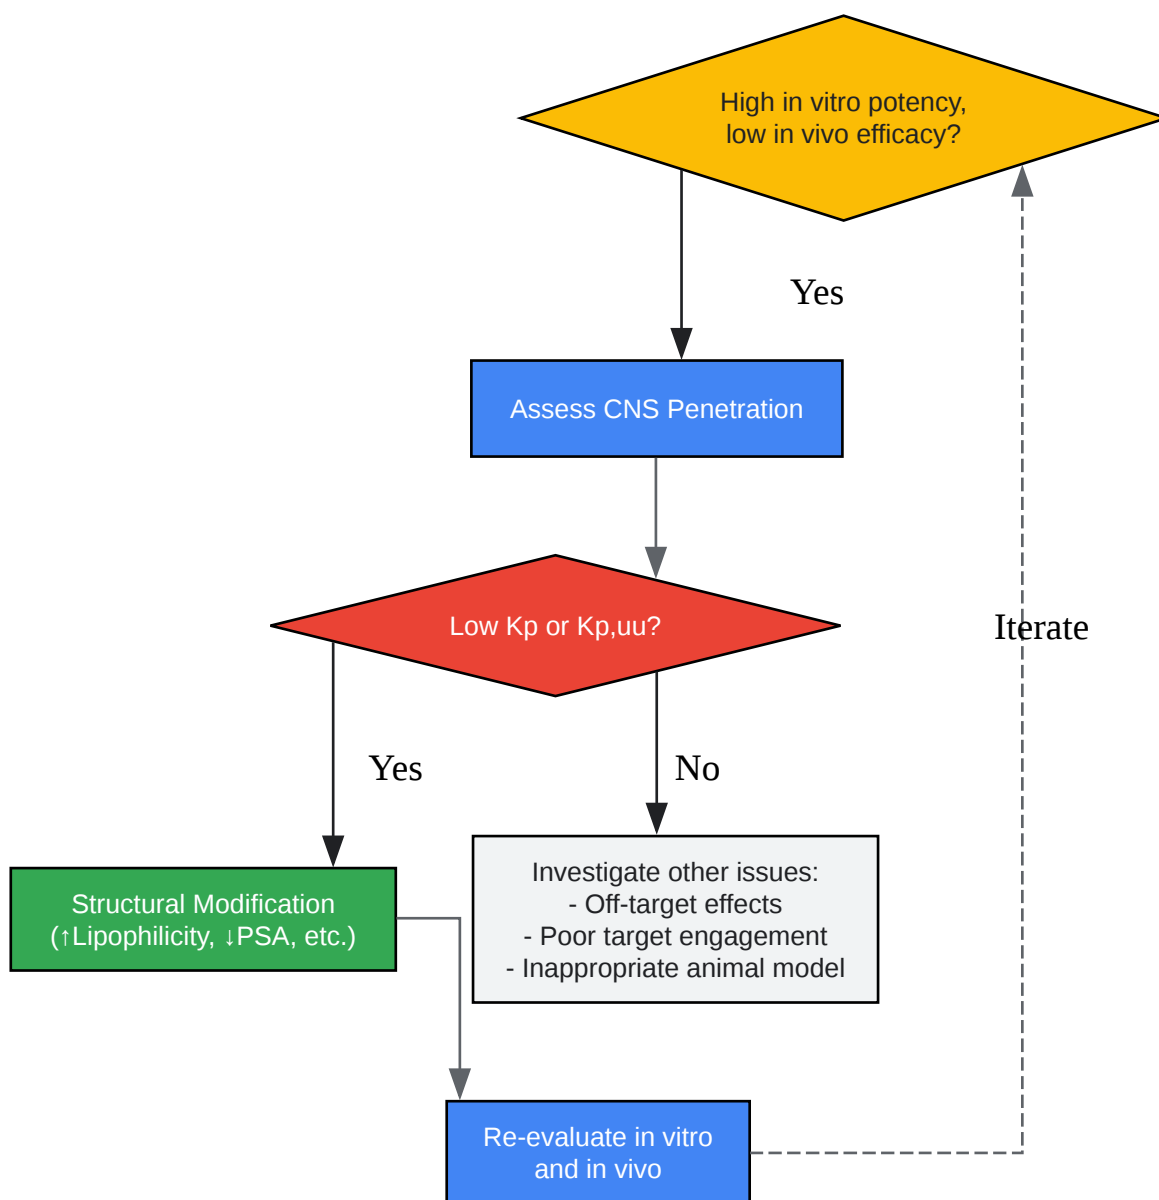 High in vitro potency,
low in vivo efficacy?
Yes
Assess CNS Penetration
Low Kp or Kp,uu?
Iterate
Yes
No
Structural Modification
(↑Lipophilicity, ↓PSA, etc.)
Investigate other issues:
- Off-target effects
- Poor target engagement
- Inappropriate animal model
Re-evaluate in vitro
and in vivo